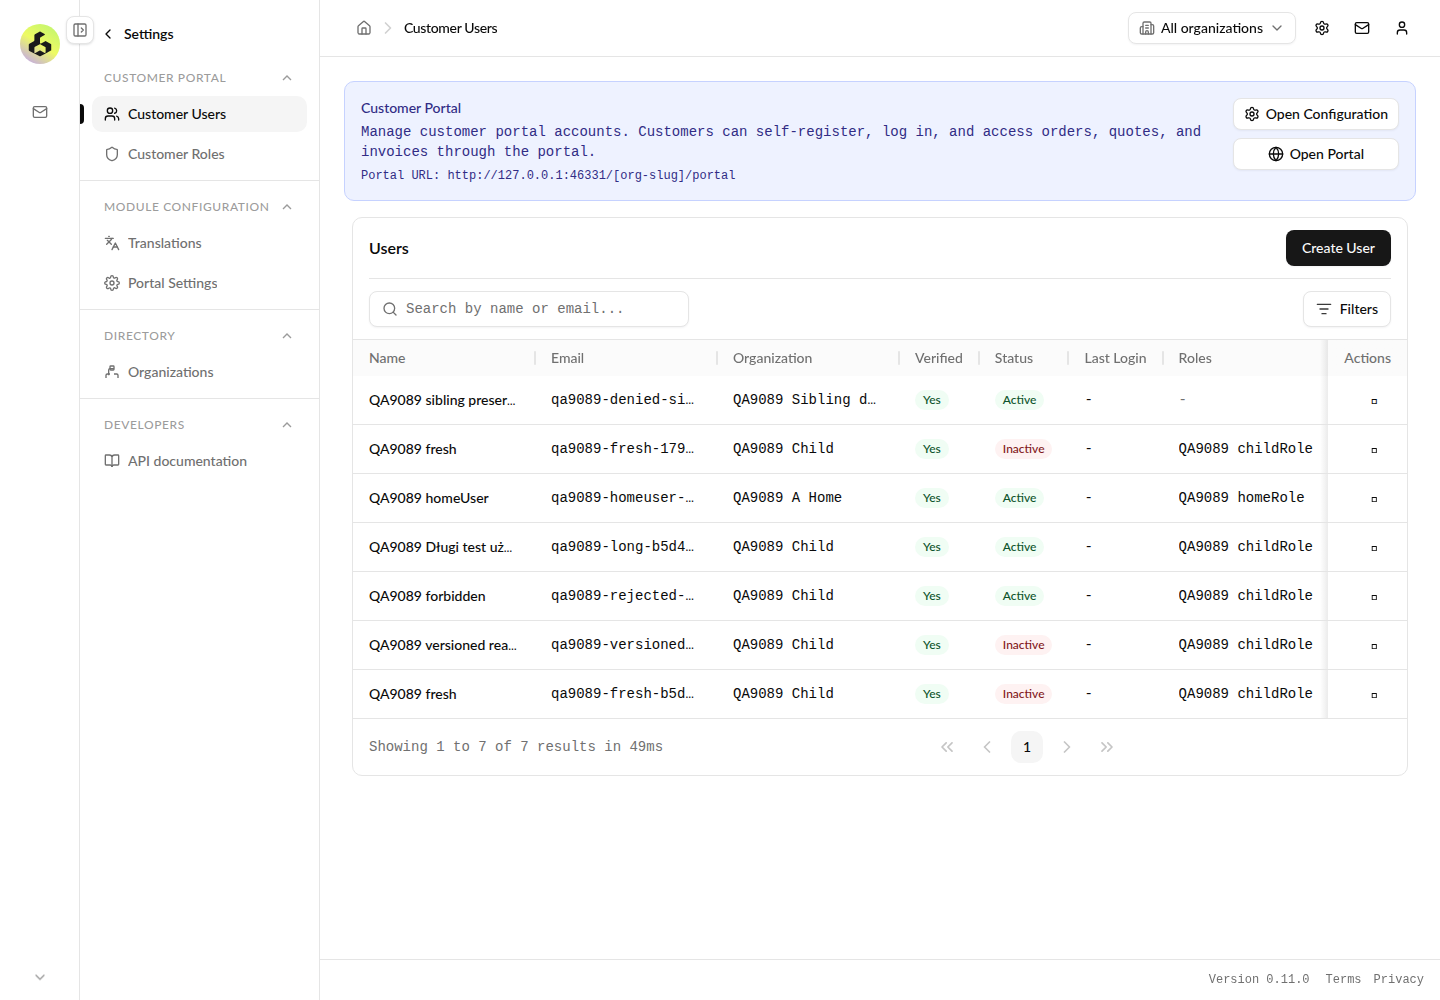 Settings
CUSTOMER PORTAL
Customer Users
Customer Roles
MODULE CONFIGURATION
Translations
Portal Settings
DIRECTORY
Organizations
DEVELOPERS
API documentation
Customer Users
All organizations
Customer Portal
Manage customer portal accounts. Customers can self-register, log in, and access orders, quotes, and
invoices through the portal.
Portal URL: http://127.0.0.1:46331/[org-slug]/portal
Open Configuration
Open Portal
Users
Create User
Search by name or email...
Filters
Name Email Organization Verified Status Last Login Roles Actions
QA9089 sibling preser... qa9089-denied-si… QA9089 Sibling d… Yes Active - -
QA9089 fresh qa9089-fresh-179… QA9089 Child Yes Inactive - QA9089 childRole
QA9089 homeUser qa9089-homeuser-… QA9089 A Home Yes Active - QA9089 homeRole
QA9089 Długi test uż... qa9089-long-b5d4… QA9089 Child Yes Active - QA9089 childRole
QA9089 forbidden qa9089-rejected-… QA9089 Child Yes Active - QA9089 childRole
QA9089 versioned rea... qa9089-versioned… QA9089 Child Yes Inactive - QA9089 childRole
QA9089 fresh qa9089-fresh-b5d… QA9089 Child Yes Inactive - QA9089 childRole
Showing 1 to 7 of 7 results in 49ms
1
Version 0.11.0 Terms Privacy